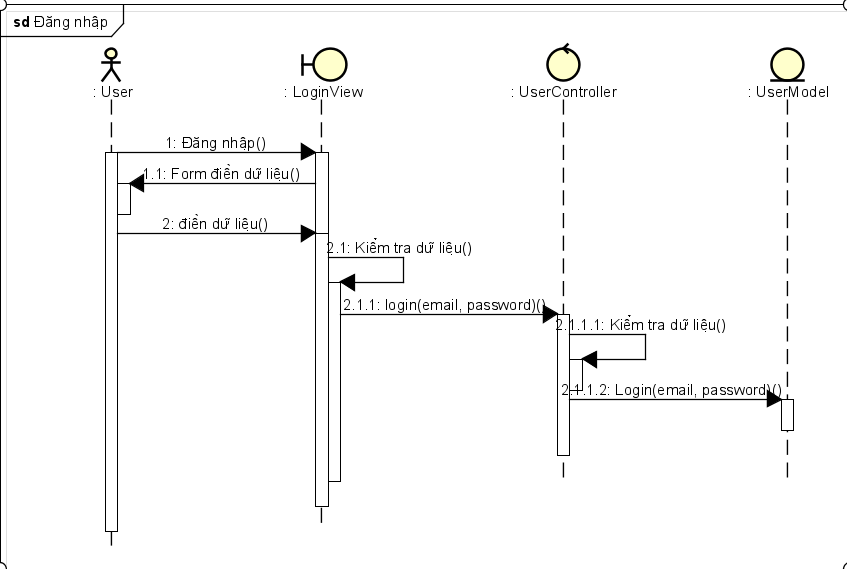 sd Đăng nhập
: User
: LoginView
: UserController
: UserModel
1: Đăng nhập()
1.1: Form điền dữ liệu()
2: điền dữ liệu()
2.1: Kiểm tra dữ liệu()
2.1.1: login(email, password)()
2.1.1.1: Kiểm tra dữ liệu()
2.1.1.2: Login(email, password)()